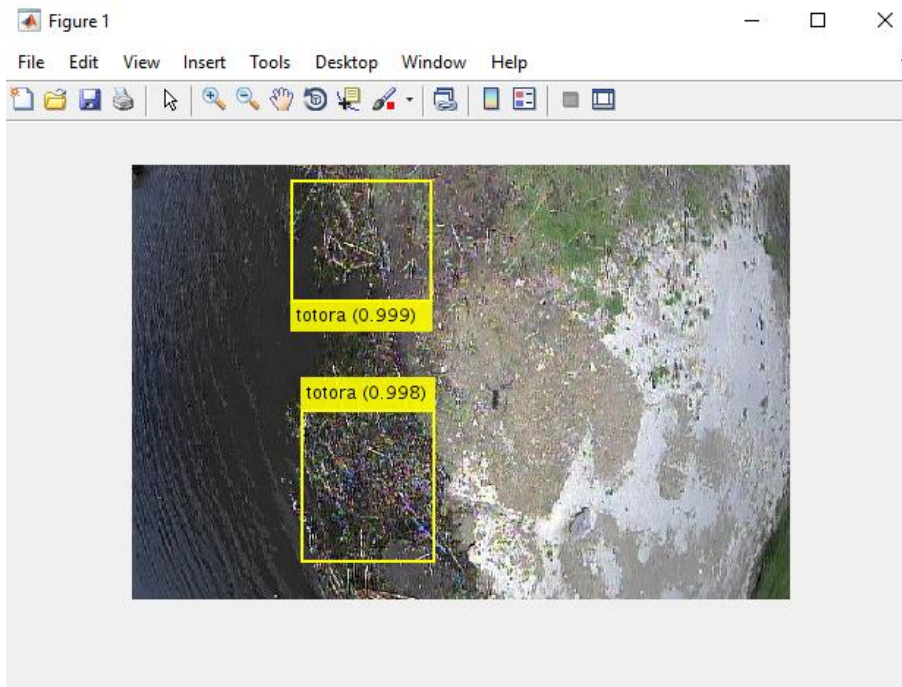 Figure 1
File Edit View Insert Tools Desktop Window Help
totora (0.999)
totora (0.998)